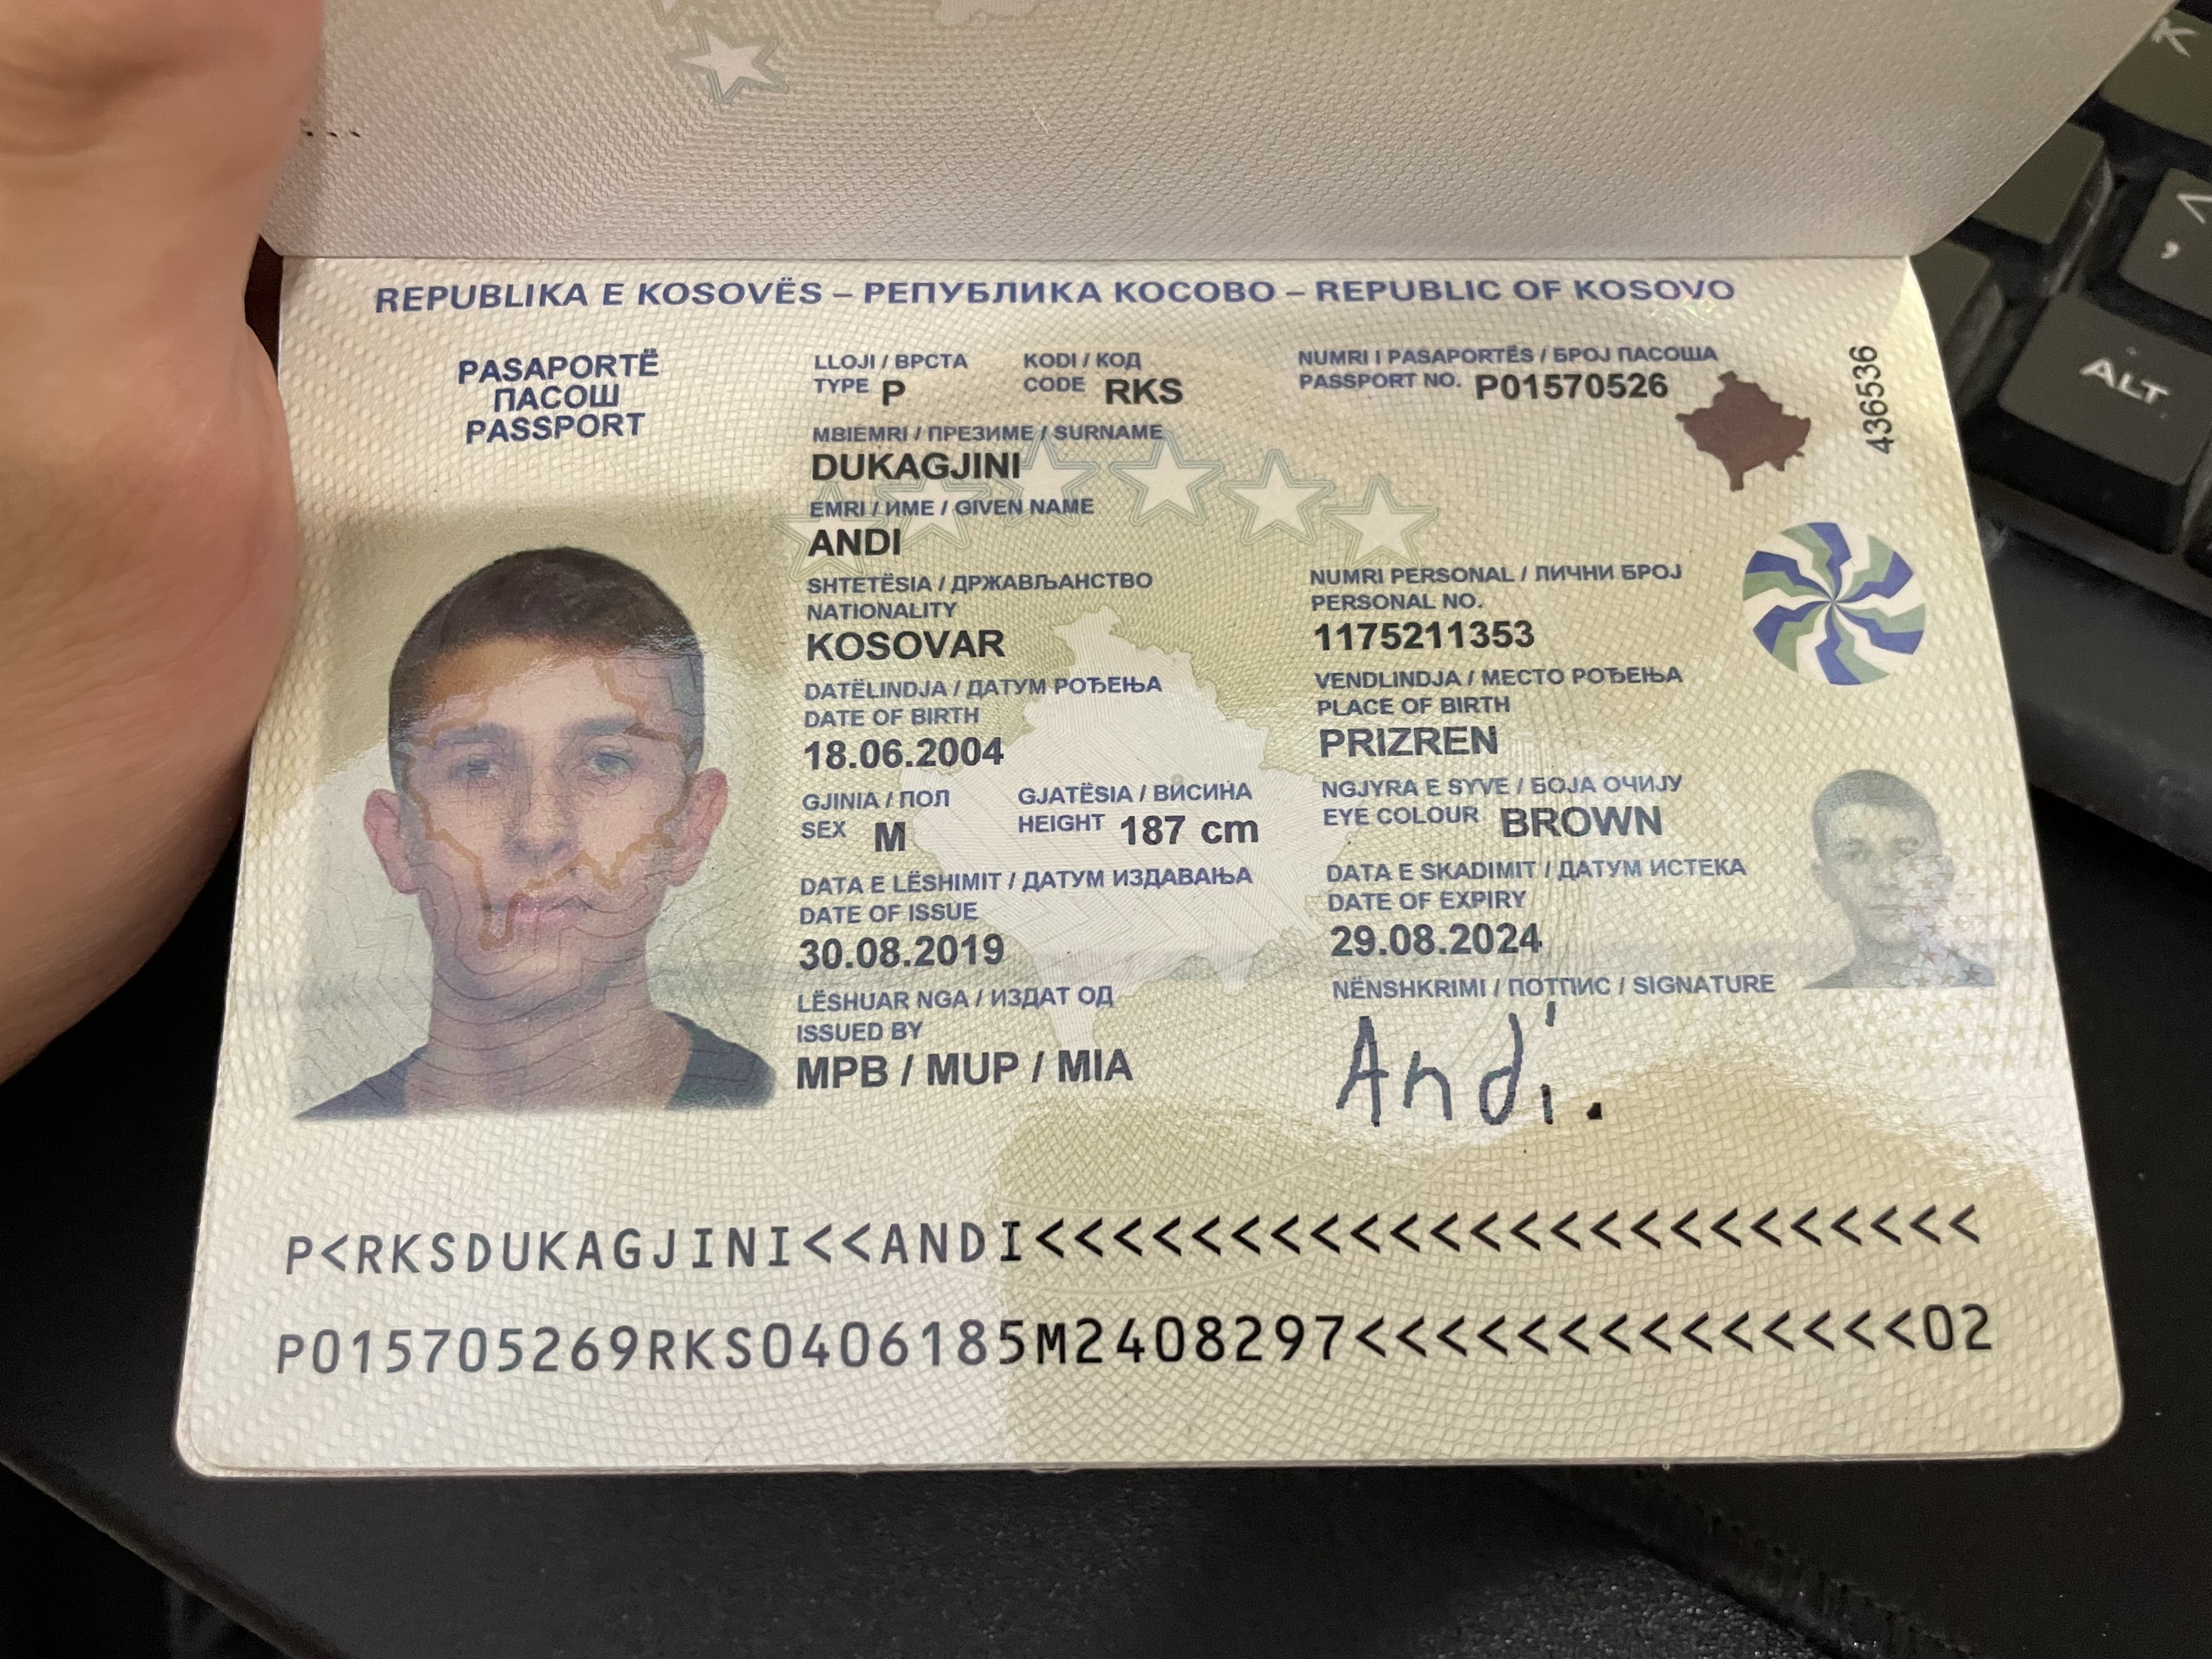 REPUBLIKA E KOSOVËS – РЕПУБЛИКА КОСОВО – REPUBLIC OF KOSOVO
PASAPORTË
ПАСОШ
PASSPORT
LLOJI / ВРСТА
TYPE P
KODI / КОД
CODE RKS
NUMRI I PASAPORTËS / БРОЈ ПАСОША
PASSPORT NO. P01570526
436536
MBIEMRI / ПРЕЗИМЕ / SURNAME
DUKAGJINI
EMRI / ИМЕ / GIVEN NAME
ANDI
SHTETËSIA / ДРЖАВЉАНСТВО
NATIONALITY
KOSOVAR
NUMRI PERSONAL / ЛИЧНИ БРОЈ
PERSONAL NO.
1175211353
DATËLINDJA / ДАТУМ РОЂЕЊА
DATE OF BIRTH
18.06.2004
VENDLINDJA / МЕСТО РОЂЕЊА
PLACE OF BIRTH
PRIZREN
GJINIA / ПОЛ
SEX M
GJATËSIA / ВИСИНА
HEIGHT 187 cm
NGJYRA E SYVE / БОЈА ОЧИЈУ
EYE COLOUR BROWN
DATA E LËSHIMIT / ДАТУМ ИЗДАВАЊА
DATE OF ISSUE
30.08.2019
DATA E SKADIMIT / ДАТУМ ИСТЕКА
DATE OF EXPIRY
29.08.2024
LËSHUAR NGA / ИЗДАТ ОД
ISSUED BY
MPB / MUP / MIA
NËNSHKRIMI / ПОТПИС / SIGNATURE
Andi.
P<RKSDUKAGJINI<<ANDI<<<<<<<<<<<<<<<<<<<<<<<<
P015705269RKS0406185M2408297<<<<<<<<<<<<<<02
K
ALT